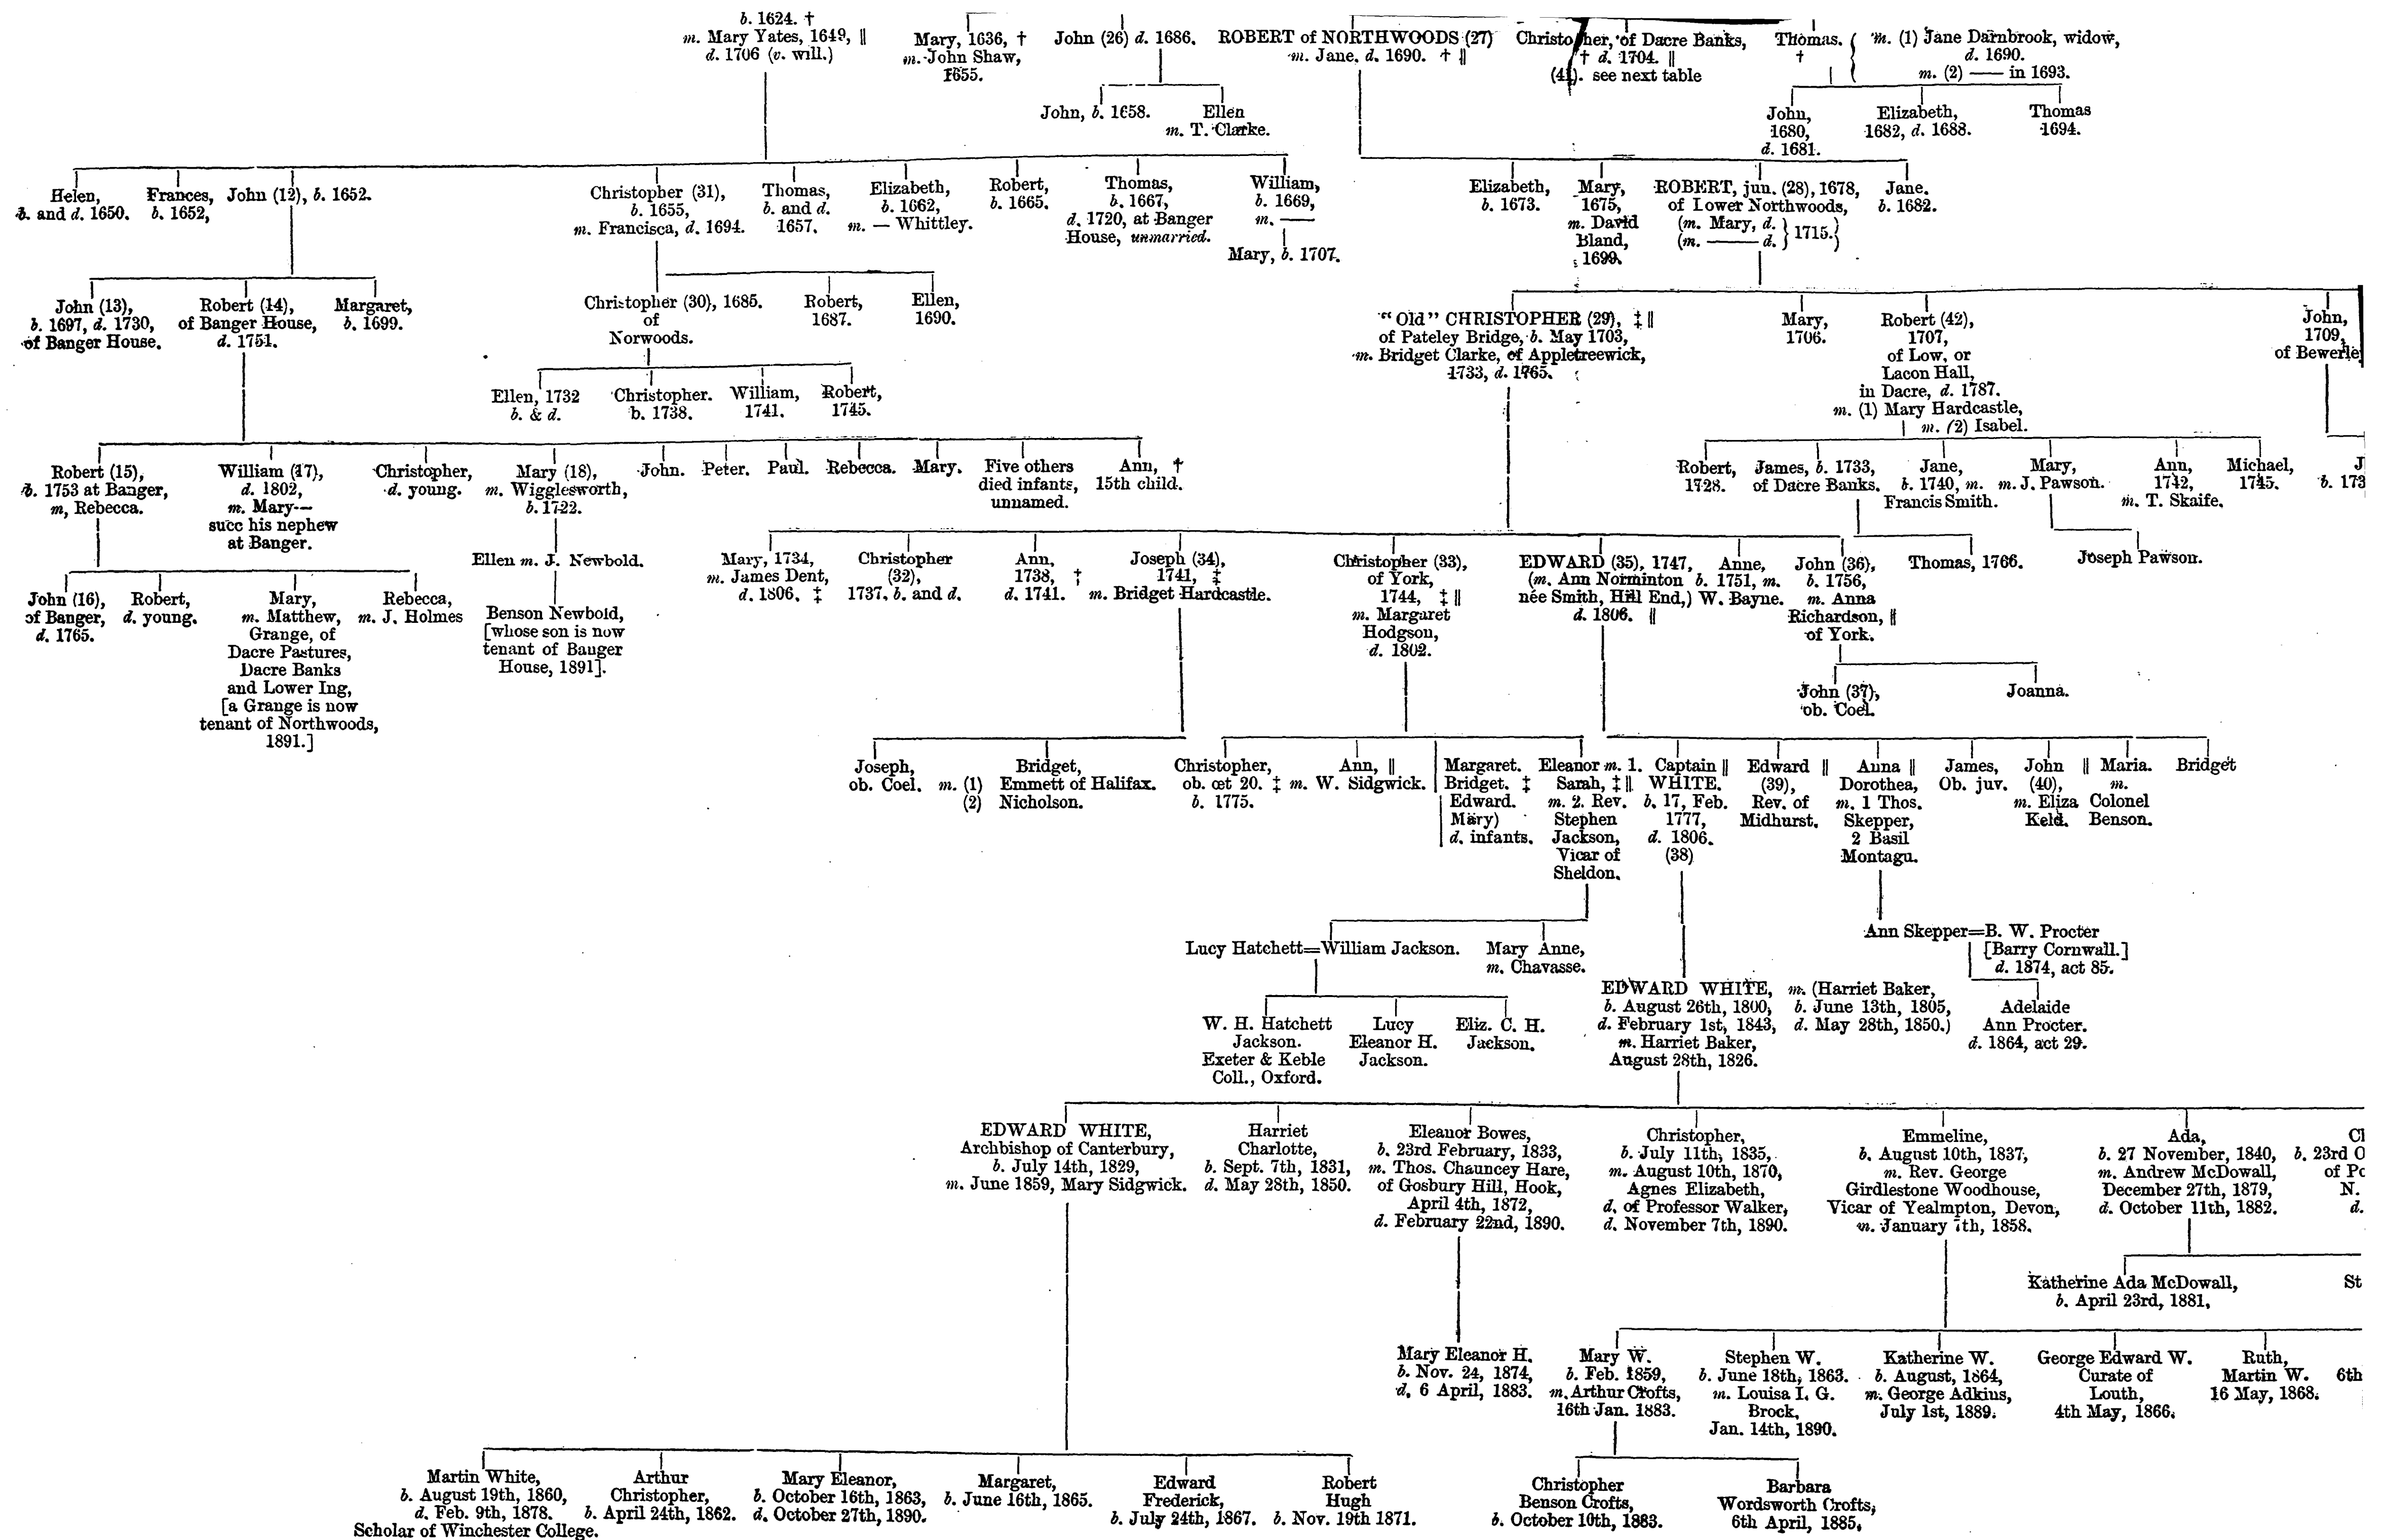 b. 1624. †
m. Mary Yates, 1649, ‖
d. 1706 (v. will.)
Mary, 1636, †
m. John Shaw,
1655.
John (26) d. 1686.
ROBERT of NORTHWOODS (27)
m. Jane. d. 1690. † ‖
Christopher, of Dacre Banks,
† d. 1704. ‖
(41). see next table
Thomas.
†
m. (1) Jane Darnbrook, widow,
d. 1690.
m. (2) —— in 1693.
John, b. 1658.
Ellen
m. T. Clarke.
John,
1680,
d. 1681.
Elizabeth,
1682, d. 1688.
Thomas
1694.
Helen,
b. and d. 1650.
Frances,
b. 1652,
John (12), b. 1652.
Christopher (31),
b. 1655,
m. Francisca, d. 1694.
Thomas,
b. and d.
1657.
Elizabeth,
b. 1662,
m. — Whittley.
Robert,
b. 1665.
Thomas,
b. 1667,
d. 1720, at Banger
House, unmarried.
William,
b. 1669,
m. ——
Mary, b. 1707.
Elizabeth,
b. 1673.
Mary,
1675,
m. David
Bland,
1699.
ROBERT, jun. (28), 1678,
of Lower Northwoods,
(m. Mary, d. } 1715.)
(m. —— d. }
Jane.
b. 1682.
John (13),
b. 1697, d. 1730,
of Banger House.
Robert (14),
of Banger House,
d. 1751.
Margaret,
b. 1699.
Christopher (30), 1685.
of
Norwoods.
Robert,
1687.
Ellen,
1690.
"Old" CHRISTOPHER (29), ‡ ‖
of Pateley Bridge, b. May 1703,
m. Bridget Clarke, of Appletreewick,
1733, d. 1765.
Mary,
1706.
Robert (42),
1707,
of Low, or
Lacon Hall,
in Dacre, d. 1787.
m. (1) Mary Hardcastle,
m. (2) Isabel.
John,
1709,
of Bewerle
Ellen, 1732
b. & d.
Christopher.
b. 1738.
William,
1741.
Robert,
1745.
Robert (15),
b. 1753 at Banger,
m, Rebecca.
William (17),
d. 1802,
m. Mary—
succ his nephew
at Banger.
Christopher,
d. young.
Mary (18),
m. Wigglesworth,
b. 1722.
John.
Peter.
Paul.
Rebecca.
Mary.
Five others
died infants,
unnamed.
Ann, †
15th child.
Robert,
1728.
James, b. 1733,
of Dacre Banks.
Jane,
b. 1740, m.
Francis Smith.
Mary,
m. J. Pawson.
Ann,
1742,
m. T. Skaife.
Michael,
1745.
J
b. 173
Ellen m. J. Newbold.
Mary, 1734,
m. James Dent,
d. 1806. ‡
Christopher
(32),
1737. b. and d.
Ann,
1738, †
d. 1741.
Joseph (34),
1741, ‡
m. Bridget Hardcastle.
Christopher (33),
of York,
1744, ‡ ‖
m. Margaret
Hodgson,
d. 1802.
EDWARD (35), 1747,
(m. Ann Norminton
née Smith, Hill End,)
d. 1806. ‖
Anne,
b. 1751, m.
W. Bayne.
John (36),
b. 1756,
m. Anna
Richardson, ‖
of York.
Thomas, 1766.
Joseph Pawson.
John (16)
of Banger,
d. 1765.
Robert,
d. young.
Mary,
m. Matthew,
Grange, of
Dacre Pastures,
Dacre Banks
and Lower Ing,
[a Grange is now
tenant of Northwoods,
1891.]
Rebecca,
m. J. Holmes
Benson Newbold,
[whose son is now
tenant of Banger
House, 1891].
John (37),
ob. Coel.
Joanna.
Joseph,
ob. Coel.
Bridget,
m. (1) Emmett of Halifax.
(2) Nicholson.
Christopher,
ob. œt 20. ‡
b. 1775.
Ann, ‖
m. W. Sidgwick.
Margaret.
Bridget. ‡
Edward.
Mary)
d. infants.
Eleanor m. 1.
Sarah, ‡ ‖
m. 2. Rev.
Stephen
Jackson,
Vicar of
Sheldon.
Captain ‖
WHITE.
b. 17, Feb.
1777,
d. 1806.
(38)
Edward ‖
(39),
Rev. of
Midhurst.
Anna ‖
Dorothea,
m. 1 Thos.
Skepper,
2 Basil
Montagu.
James,
Ob. juv.
John ‖
(40),
m. Eliza
Keld.
Maria.
m.
Colonel
Benson.
Bridget
Lucy Hatchett=William Jackson.
Mary Anne,
m. Chavasse.
Ann Skepper=B. W. Procter
[Barry Cornwall.]
d. 1874, act 85.
W. H. Hatchett
Jackson.
Exeter & Keble
Coll., Oxford.
Lucy
Eleanor H.
Jackson.
Eliz. C. H.
Jackson.
EDWARD WHITE,
b. August 26th, 1800,
d. February 1st, 1843,
m. Harriet Baker,
August 28th, 1826.
m. (Harriet Baker,
b. June 13th, 1805,
d. May 28th, 1850.)
Adelaide
Ann Procter.
d. 1864, act 29.
EDWARD WHITE,
Archbishop of Canterbury,
b. July 14th, 1829,
m. June 1859, Mary Sidgwick.
Harriet
Charlotte,
b. Sept. 7th, 1831,
d. May 28th, 1850.
Eleanor Bowes,
b. 23rd February, 1833,
m. Thos. Chauncey Hare,
of Gosbury Hill, Hook,
April 4th, 1872,
d. February 22nd, 1890.
Christopher,
b. July 11th, 1835,
m. August 10th, 1870,
Agnes Elizabeth,
d. of Professor Walker,
d. November 7th, 1890.
Emmeline,
b. August 10th, 1837,
m. Rev. George
Girdlestone Woodhouse,
Vicar of Yealmpton, Devon,
m. January 7th, 1858.
Ada,
b. 27 November, 1840,
m. Andrew McDowall,
December 27th, 1879,
d. October 11th, 1882.
Cl
b. 23rd O
of Po
N.
d.
Katherine Ada McDowall,
b. April 23rd, 1881,
St
Mary Eleanor H.
b. Nov. 24, 1874,
d. 6 April, 1883.
Mary W.
b. Feb. 1859,
m. Arthur Crofts,
16th Jan. 1883.
Stephen W.
b. June 18th, 1863.
m. Louisa I. G.
Brock,
Jan. 14th, 1890.
Katherine W.
b. August, 1864,
m. George Adkins,
July 1st, 1889.
George Edward W.
Curate of
Louth,
4th May, 1866.
Ruth,
Martin W.
16 May, 1868.
6th
Martin White,
b. August 19th, 1860,
d. Feb. 9th, 1878.
Scholar of Winchester College.
Arthur
Christopher,
b. April 24th, 1862.
Mary Eleanor,
b. October 16th, 1863,
d. October 27th, 1890.
Margaret,
b. June 16th, 1865.
Edward
Frederick,
b. July 24th, 1867.
Robert
Hugh
b. Nov. 19th 1871.
Christopher
Benson Crofts,
b. October 10th, 1883.
Barbara
Wordsworth Crofts,
6th April, 1885,